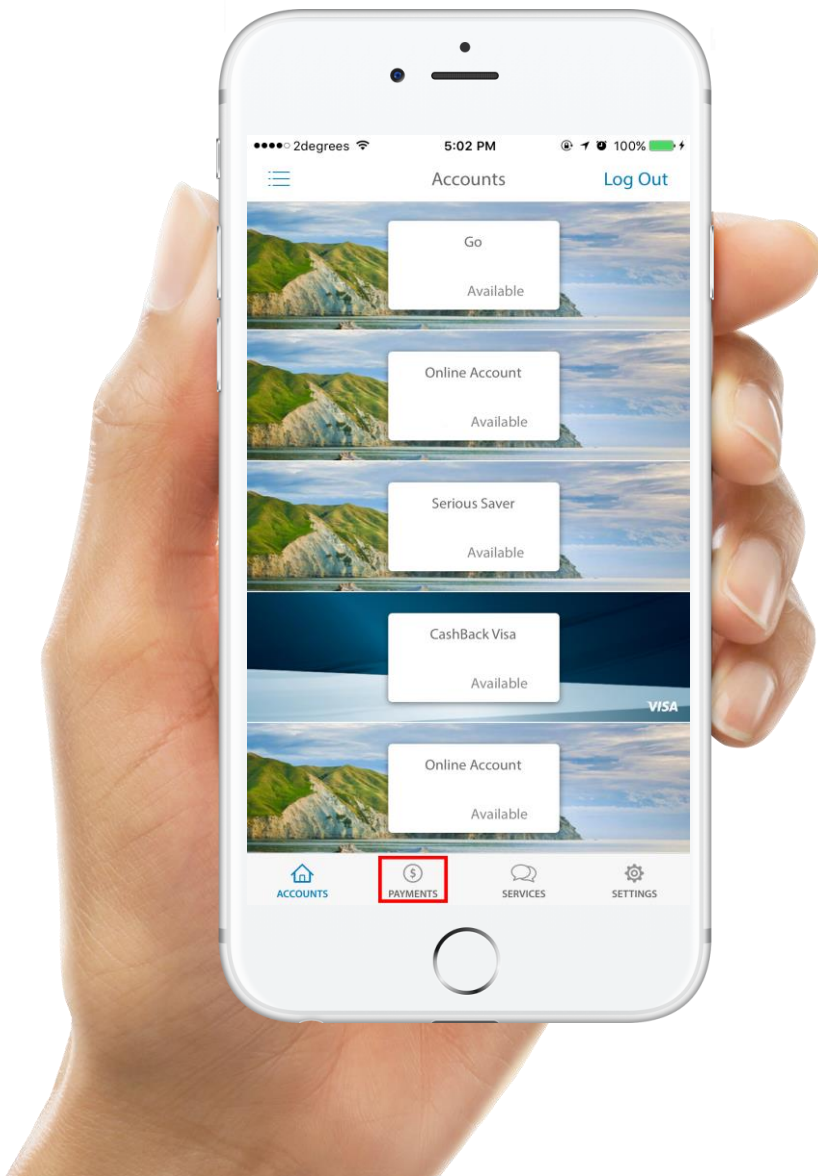 2degrees 5:02 PM 100%
Accounts Log Out
Go
Available
Online Account
Available
Serious Saver
Available
CashBack Visa
Available
VISA
Online Account
Available
$
ACCOUNTS PAYMENTS SERVICES SETTINGS